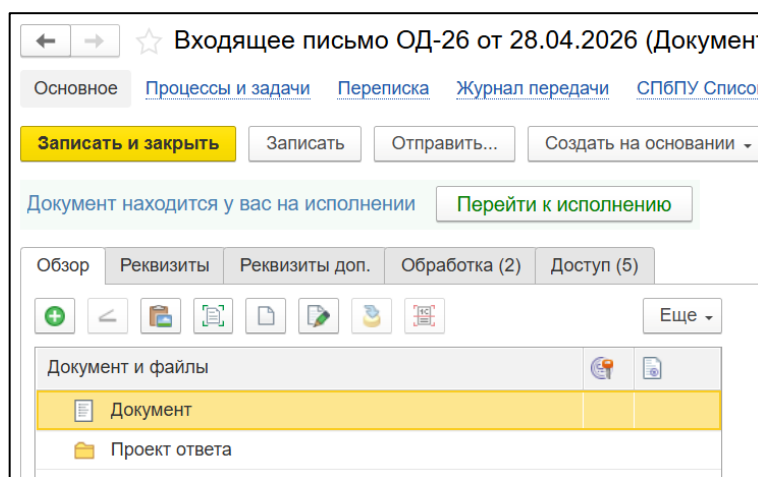 Входящее письмо ОД-26 от 28.04.2026 (Докумен
Основное Процессы и задачи Переписка Журнал передачи СПбПУ Списо
Записать и закрыть Записать Отправить... Создать на основании
Документ находится у вас на исполнении Перейти к исполнению
Обзор Реквизиты Реквизиты доп. Обработка (2) Доступ (5)
Еще
Документ и файлы
Документ
Проект ответа